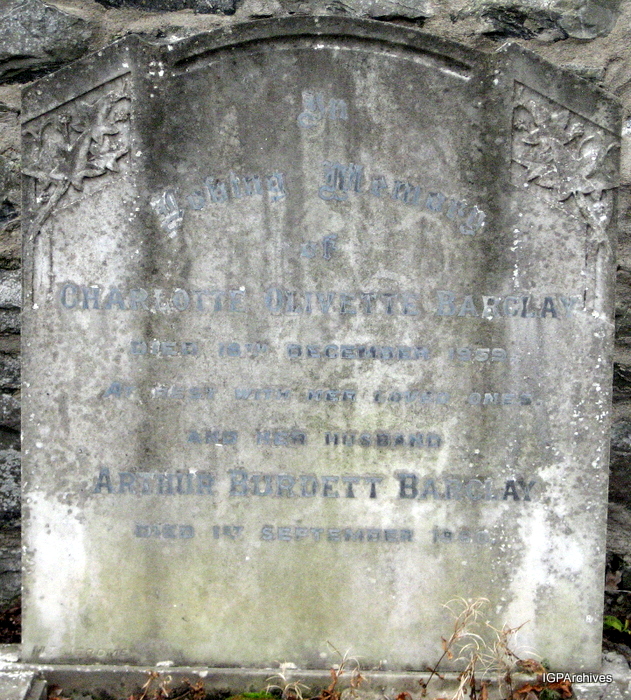 In
Loving Memory
of
CHARLOTTE OLIVETTE BARCLAY
DIED 18TH DECEMBER 1939.
AT REST WITH HER LOVED ONES.
AND HER HUSBAND
ARTHUR BURDETT BARCLAY
DIED 1ST SEPTEMBER
IGPArchives